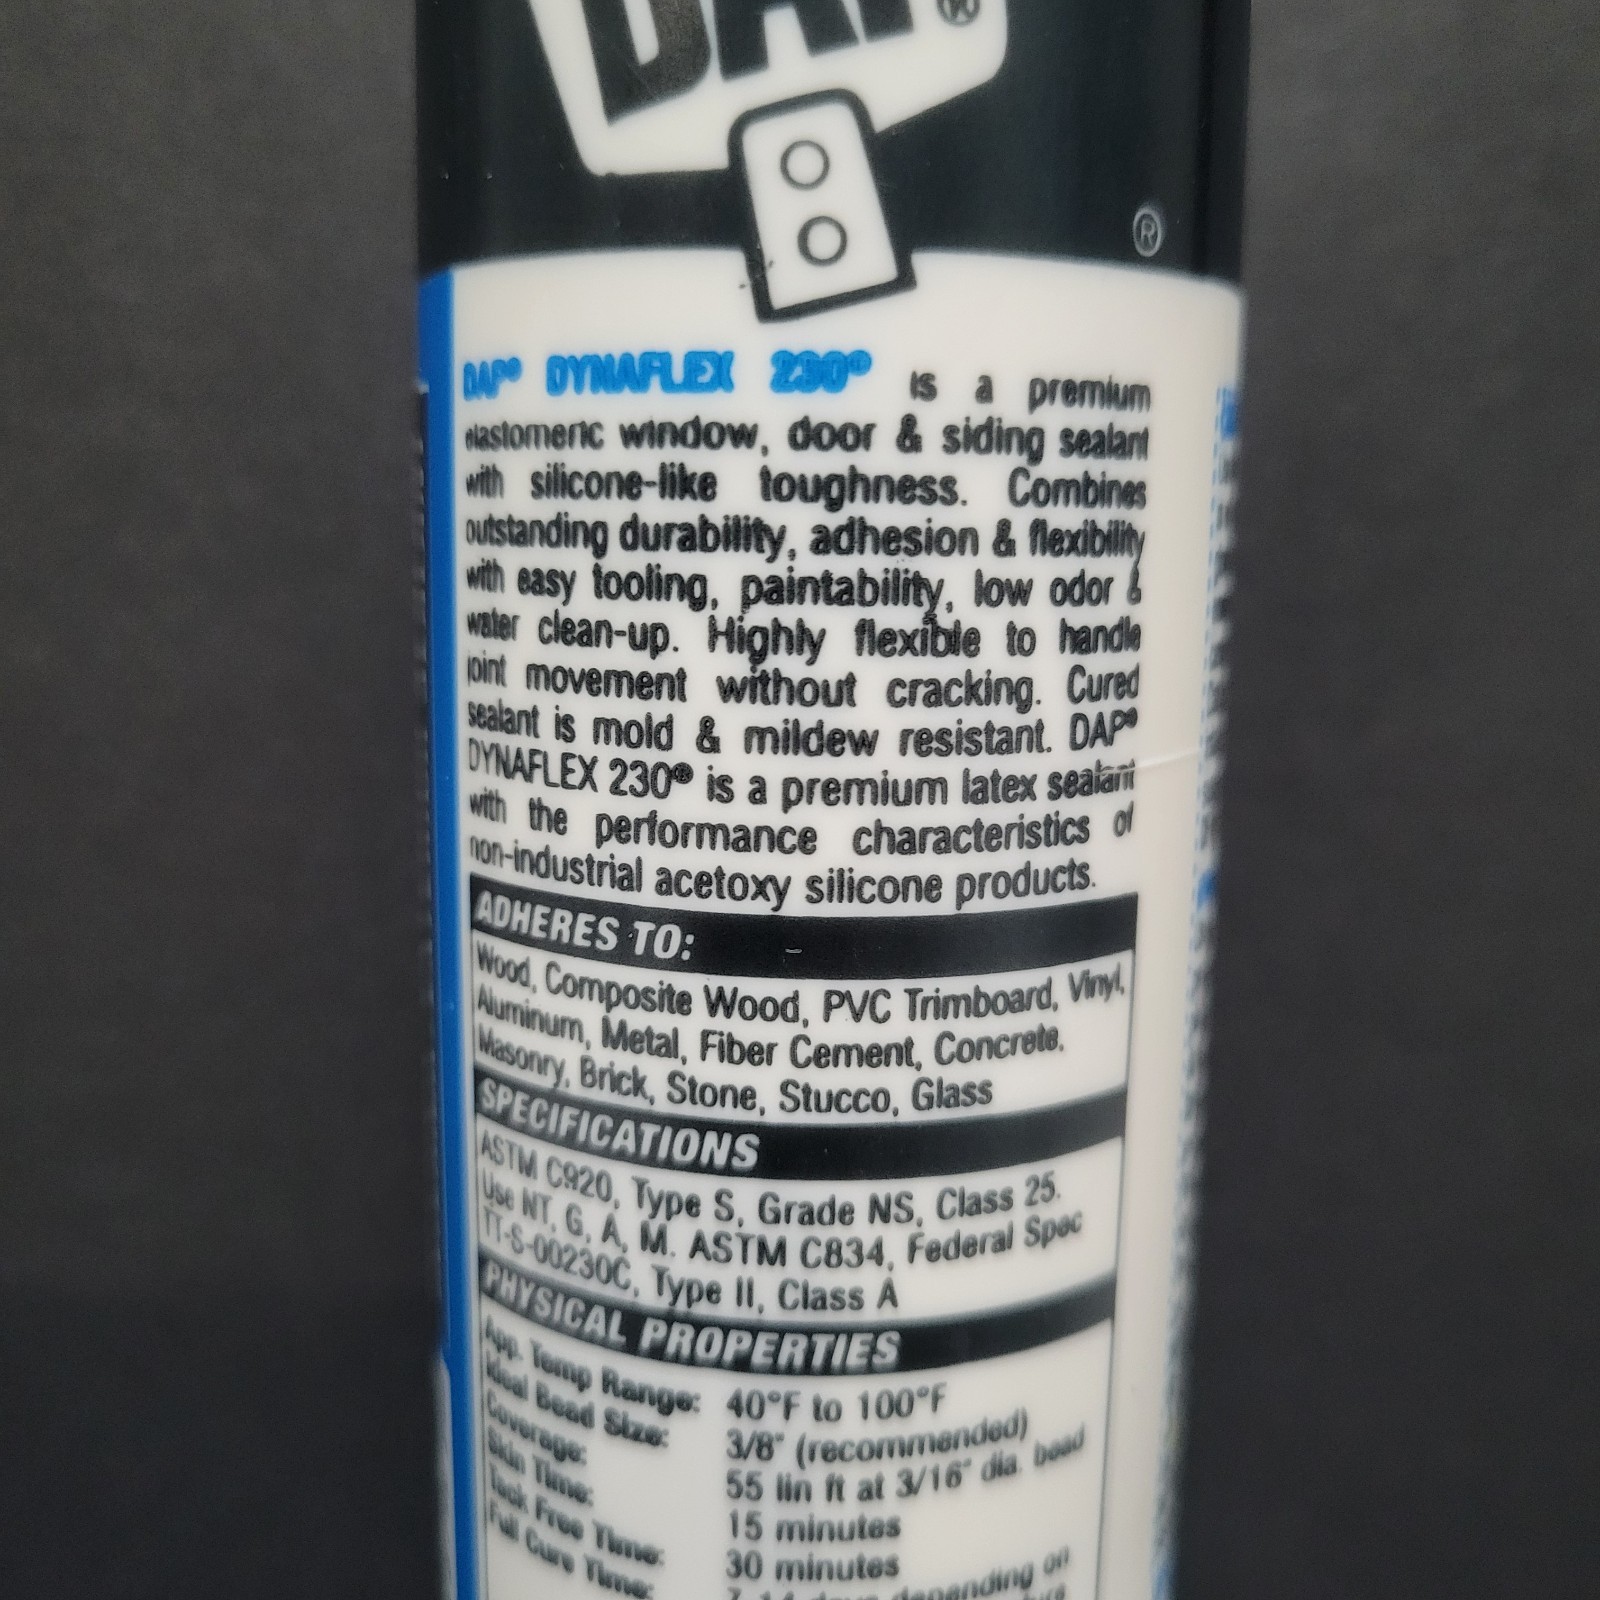 DAP®
®
DAP® DYNAFLEX 230® is a premium
elastomeric window, door & siding sealant
with silicone-like toughness. Combines
outstanding durability, adhesion & flexibility
with easy tooling, paintability, low odor &
water clean-up. Highly flexible to handle
joint movement without cracking. Cured
sealant is mold & mildew resistant. DAP®
DYNAFLEX 230® is a premium latex sealant
with the performance characteristics of
non-industrial acetoxy silicone products.
ADHERES TO:
Wood, Composite Wood, PVC Trimboard, Vinyl,
Aluminum, Metal, Fiber Cement, Concrete,
Masonry, Brick, Stone, Stucco, Glass
SPECIFICATIONS
ASTM C920, Type S, Grade NS, Class 25.
Use NT, G, A, M. ASTM C834, Federal Spec
TT-S-00230C, Type II, Class A
PHYSICAL PROPERTIES
App. Temp Range: 40°F to 100°F
Ideal Bead Size: 3/8" (recommended)
Coverage: 55 lin ft at 3/16" dia. bead
Skin Time: 15 minutes
Tack Free Time: 30 minutes
Full Cure Time: 7-14 days depending on